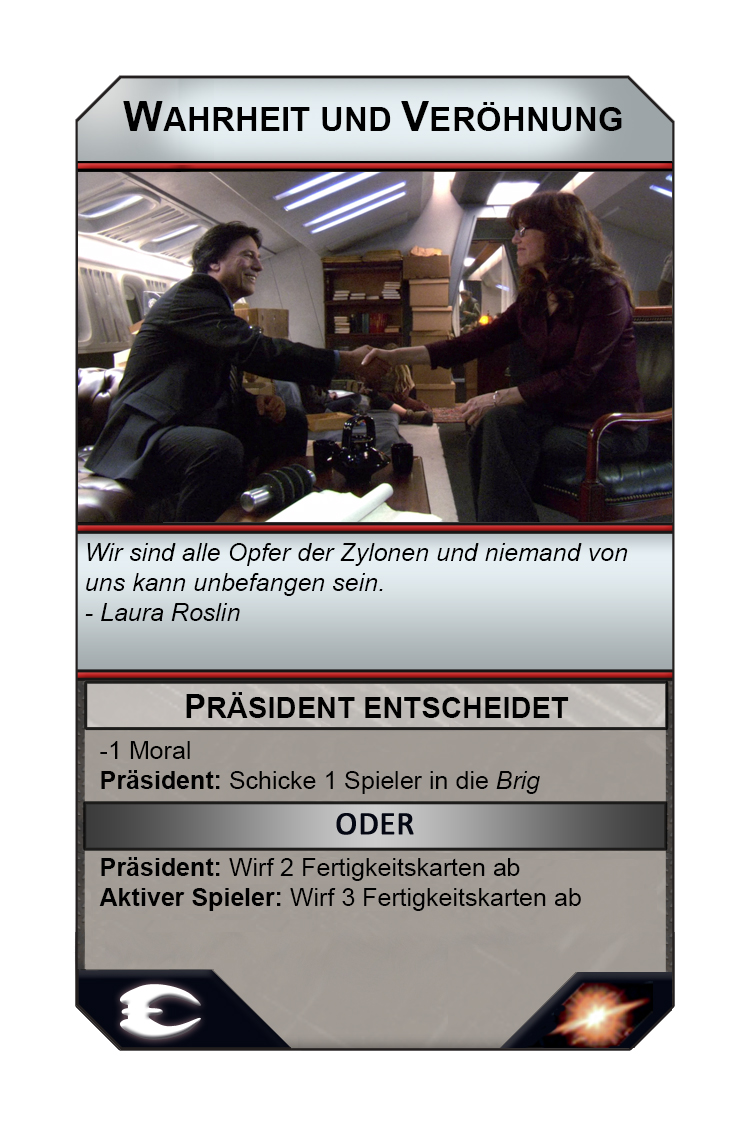 WAHRHEIT UND VERÖHNUNG
Wir sind alle Opfer der Zylonen und niemand von
uns kann unbefangen sein.
- Laura Roslin
PRÄSIDENT ENTSCHEIDET
-1 Moral
Präsident: Schicke 1 Spieler in die Brig
ODER
Präsident: Wirf 2 Fertigkeitskarten ab
Aktiver Spieler: Wirf 3 Fertigkeitskarten ab